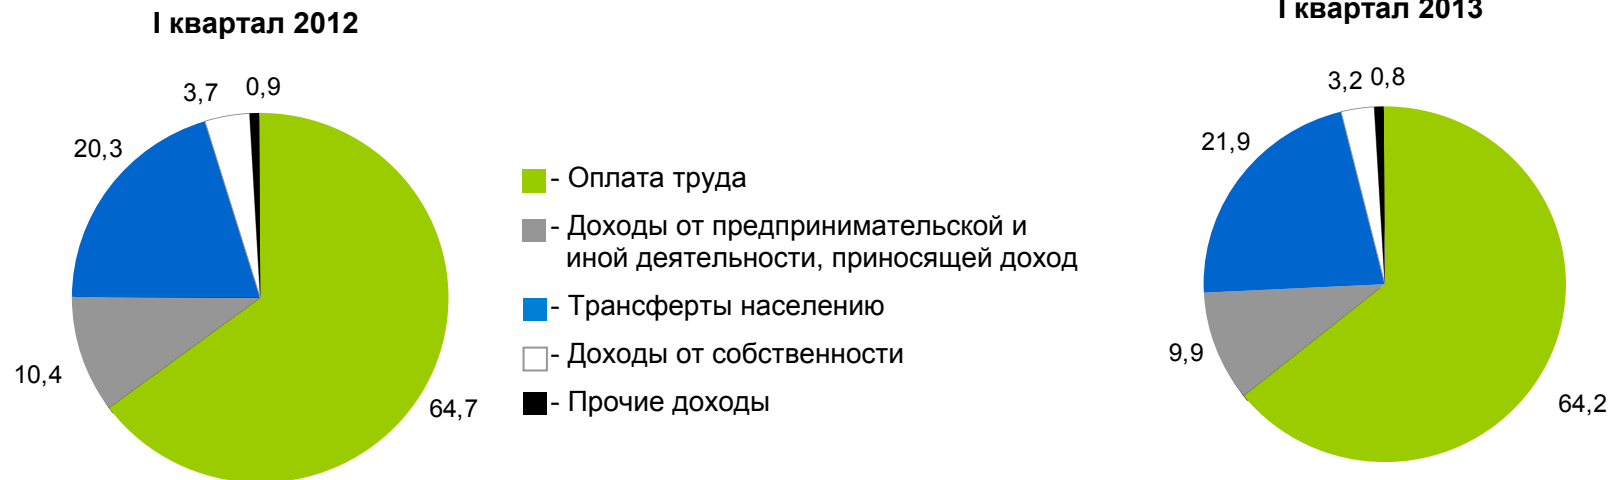 I квартал 2012
3,7
0,9
20,3
10,4
64,7
- Оплата труда
- Доходы от предпринимательской и
иной деятельности, приносящей доход
- Трансферты населению
- Доходы от собственности
- Прочие доходы
I квартал 2013
3,2
0,8
21,9
9,9
64,2